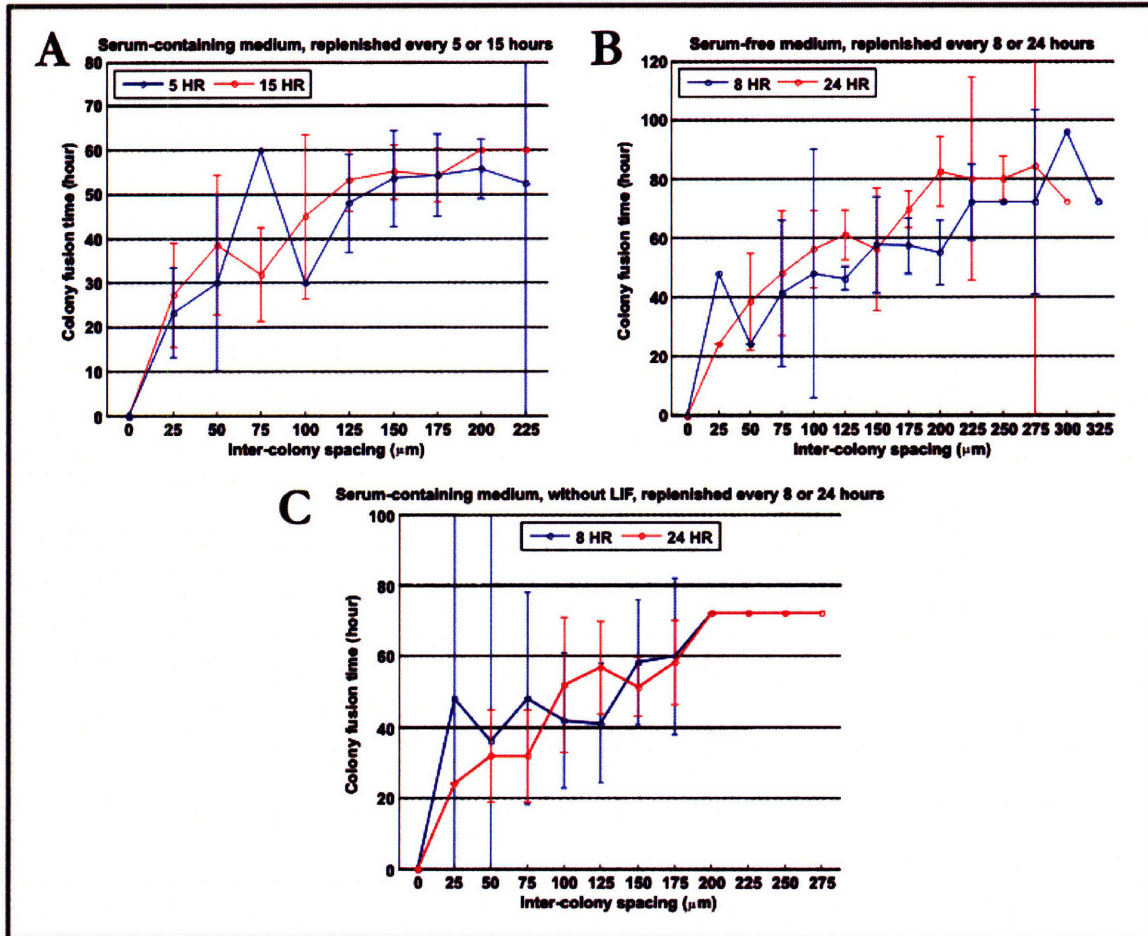 A
Serum-containing medium, replenished every 5 or 15 hours
5 HR 15 HR
Colony fusion time (hour)
80
70
60
50
40
30
20
10
0
0 25 50 75 100 125 150 175 200 225
Inter-colony spacing (μm)
B
Serum-free medium, replenished every 8 or 24 hours
8 HR 24 HR
Colony fusion time (hour)
120
100
80
60
40
20
0
0 25 50 75 100 125 150 175 200 225 250 275 300 325
Inter-colony spacing (μm)
C
Serum-containing medium, without LIF, replenished every 8 or 24 hours
8 HR 24 HR
Colony fusion time (hour)
100
80
60
40
20
0
0 25 50 75 100 125 150 175 200 225 250 275
Inter-colony spacing (μm)